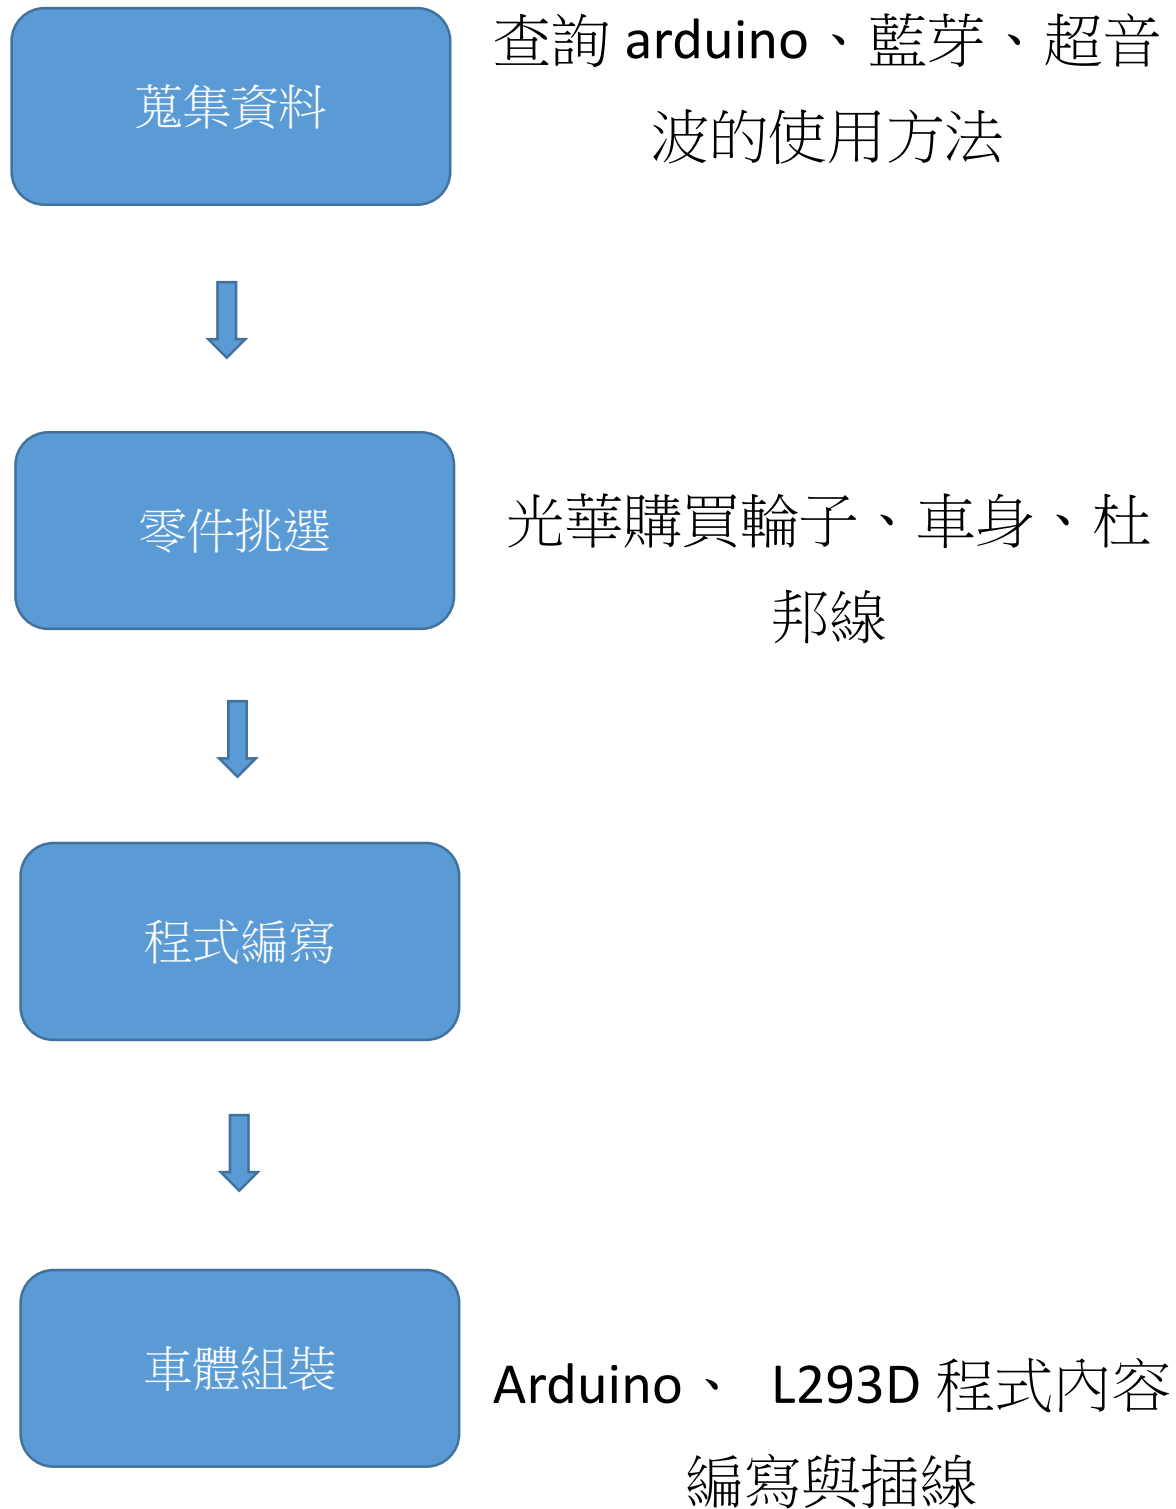 蒐集資料
查詢 arduino、藍芽、超音
波的使用方法
零件挑選
光華購買輪子、車身、杜
邦線
程式編寫
車體組裝
Arduino、 L293D 程式內容
編寫與插線